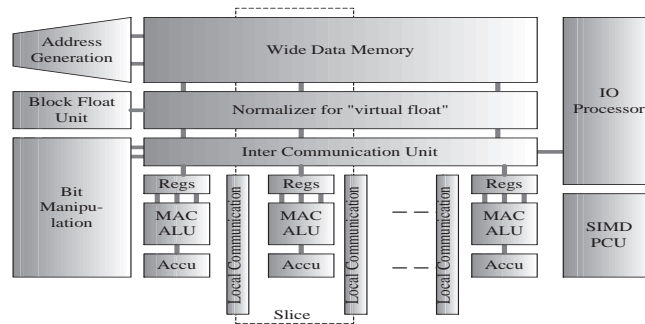 Address
Generation
Wide Data Memory
IO
Processor
Block Float
Unit
Normalizer for "virtual float"
Inter Communication Unit
Bit
Manipu-
lation
Regs
MAC
ALU
Accu
Local Communication
Regs
MAC
ALU
Accu
Local Communication
Local Communication
Regs
MAC
ALU
Accu
SIMD
PCU
Slice